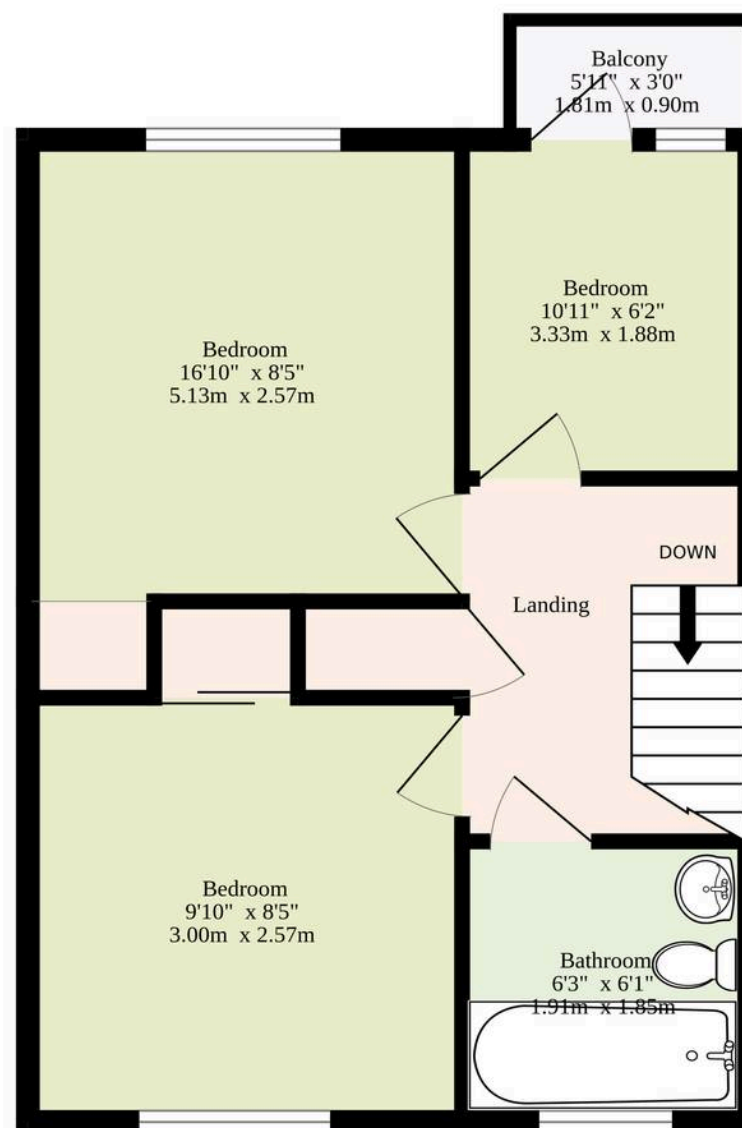 Balcony
5'11" x 3'0"
1.81m x 0.90m
Bedroom
10'11" x 6'2"
3.33m x 1.88m
Bedroom
16'10" x 8'5"
5.13m x 2.57m
DOWN
Landing
Bedroom
9'10" x 8'5"
3.00m x 2.57m
Bathroom
6'3" x 6'1"
1.91m x 1.85m